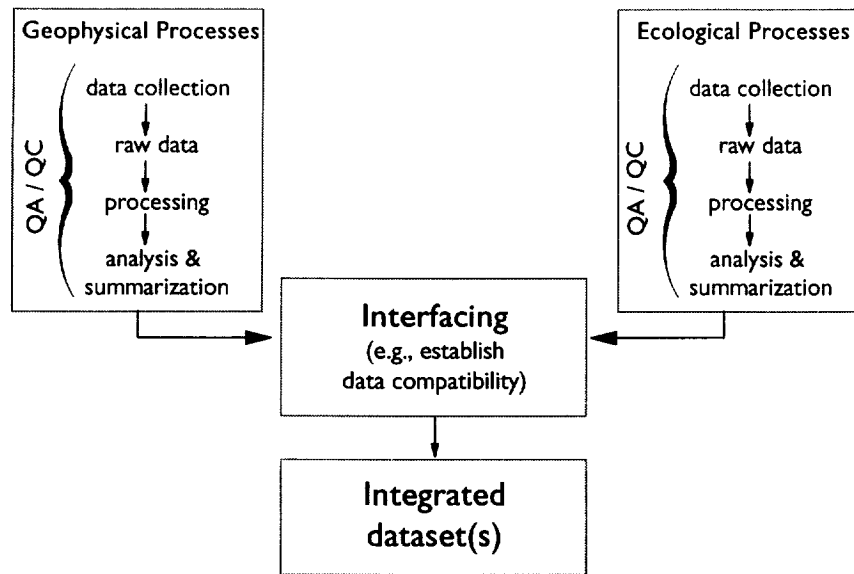 Geophysical Processes
QA / QC
data collection
raw data
processing
analysis &
summarization
Ecological Processes
QA / QC
data collection
raw data
processing
analysis &
summarization
Interfacing
(e.g., establish
data compatibility)
Integrated
dataset(s)